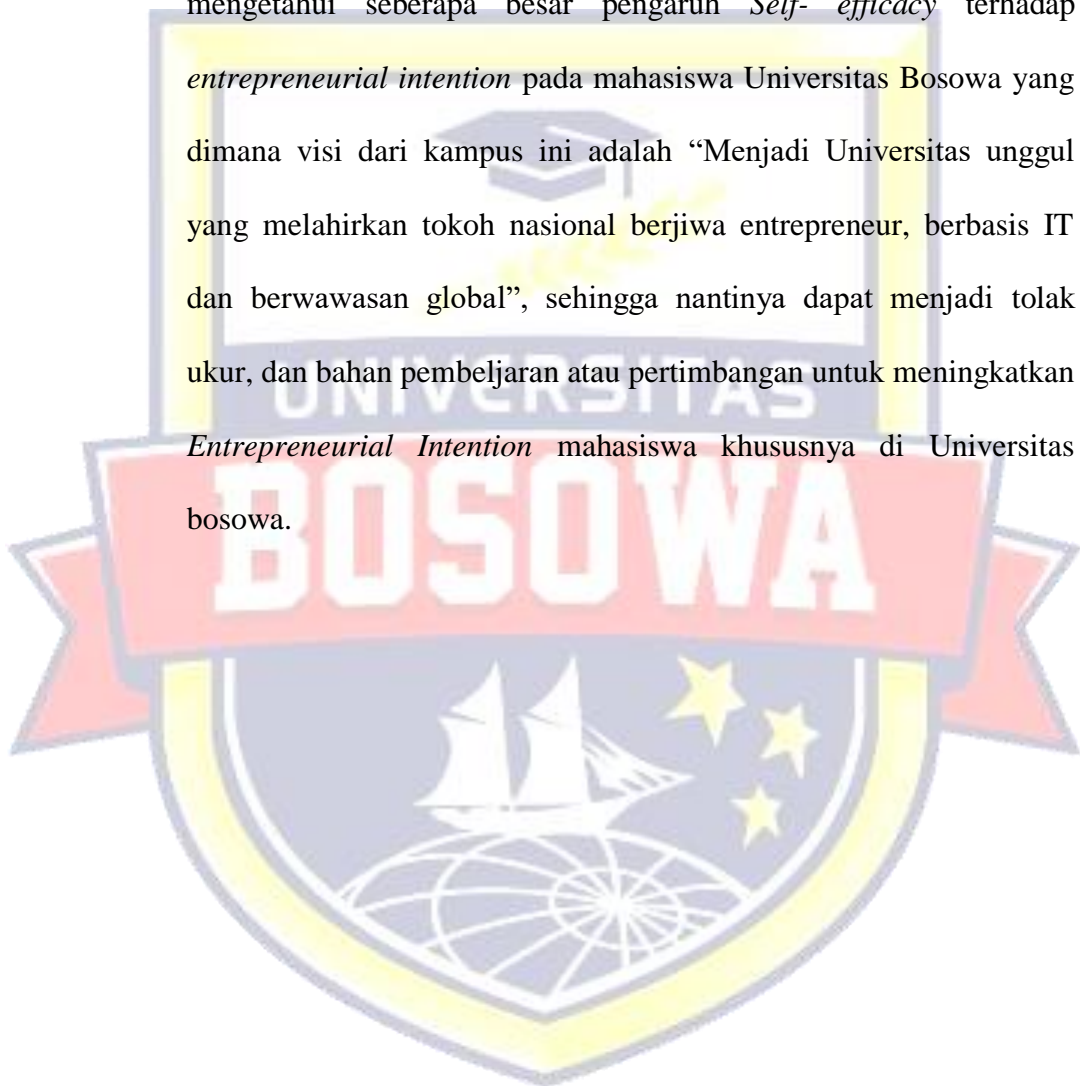 mengetahui seberapa besar pengaruh Self- efficacy terhadap
entrepreneurial intention pada mahasiswa Universitas Bosowa yang
dimana visi dari kampus ini adalah “Menjadi Universitas unggul
yang melahirkan tokoh nasional berjiwa entrepreneur, berbasis IT
dan berwawasan global”, sehingga nantinya dapat menjadi tolak
ukur, dan bahan pembeljaran atau pertimbangan untuk meningkatkan
UNIVERSITAS
Entrepreneurial Intention mahasiswa khususnya di Universitas
bosowa.
BOSOWA